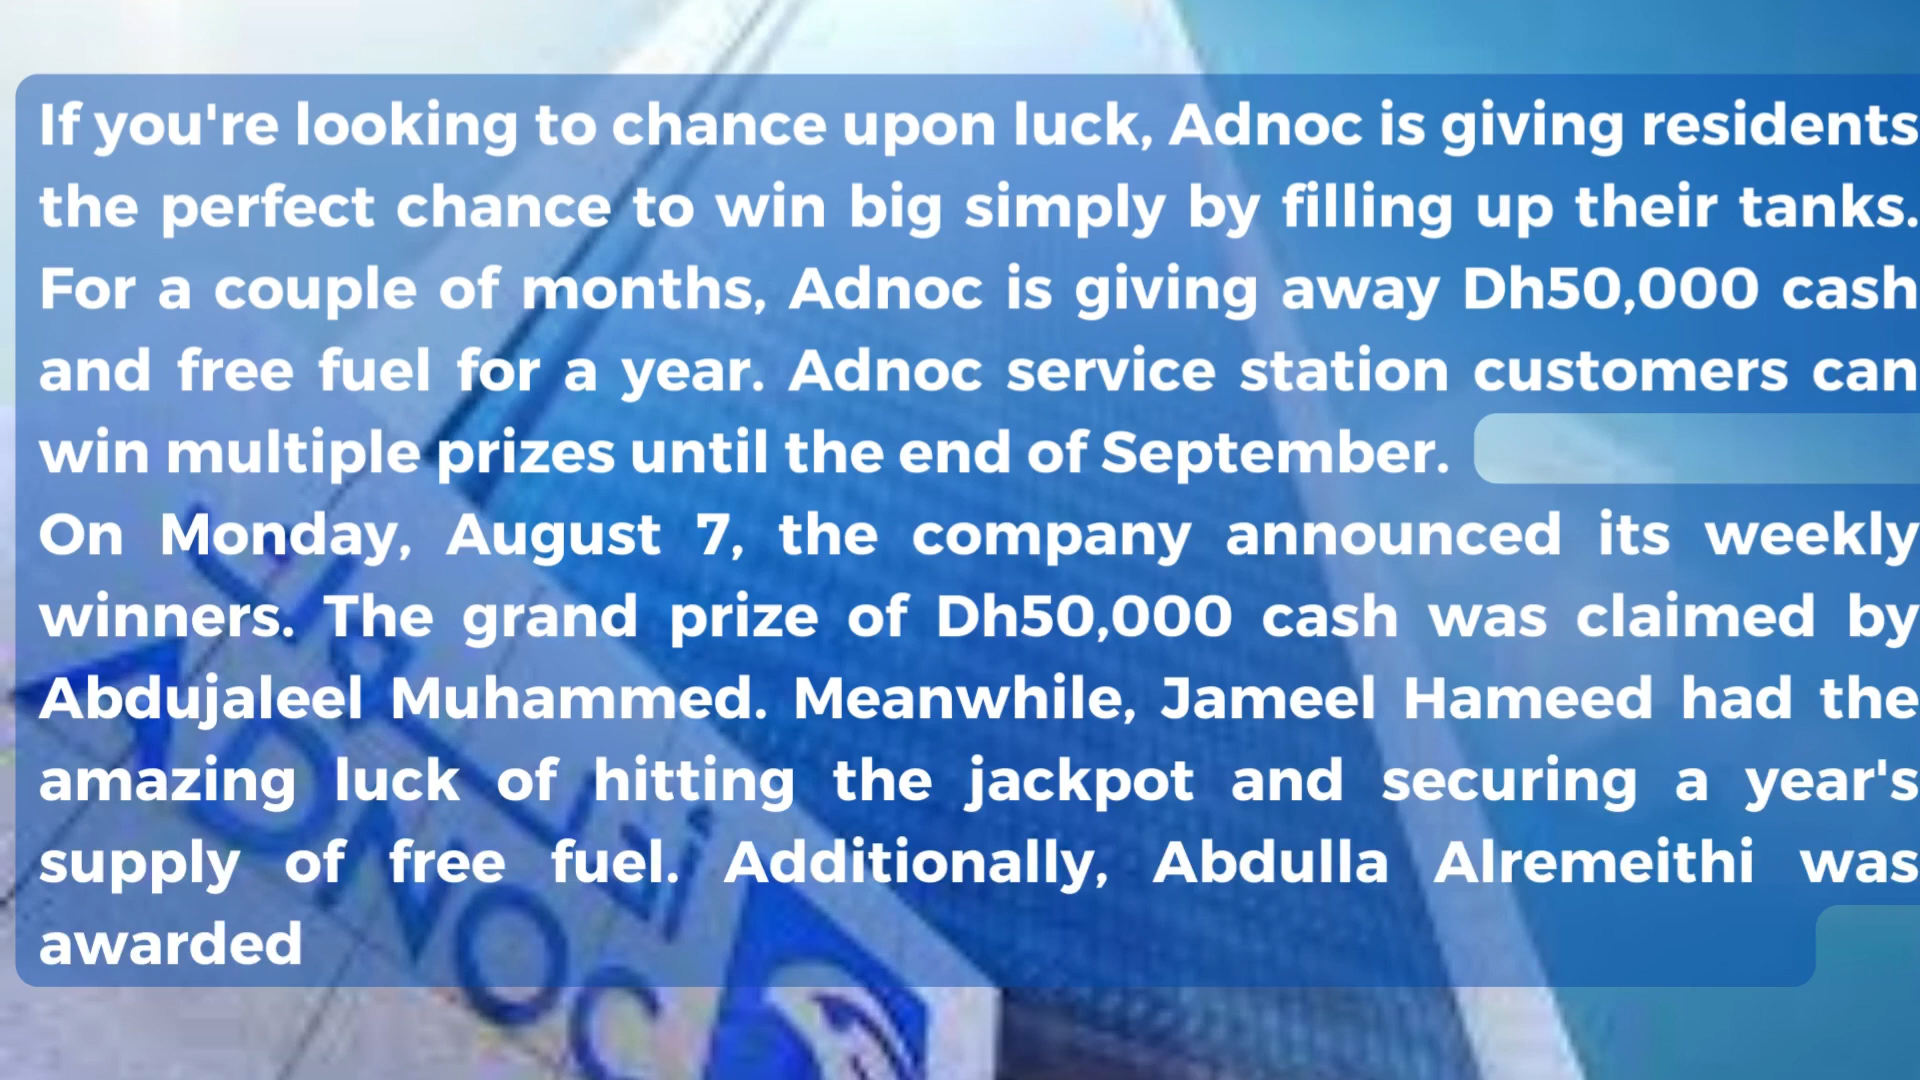 If you're looking to chance upon luck, Adnoc is giving residents
the perfect chance to win big simply by filling up their tanks.
For a couple of months, Adnoc is giving away Dh50,000 cash
and free fuel for a year. Adnoc service station customers can
win multiple prizes until the end of September.
On Monday, August 7, the company announced its weekly
winners. The grand prize of Dh50,000 cash was claimed by
Abdujaleel Muhammed. Meanwhile, Jameel Hameed had the
amazing luck of hitting the jackpot and securing a year's
supply of free fuel. Additionally, Abdulla Alremeithi was
awarded
ADNOC